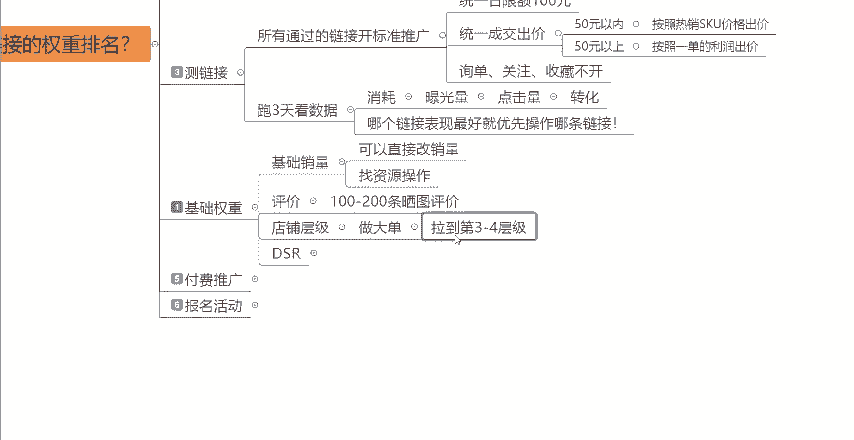 接的权重排名？
3 测链接
所有通过的链接开标准推广
统一日限额100元
统一成交出价
50元以内
按照热销SKU价格出价
50元以上
按照一单的利润出价
询单、关注、收藏不开
跑3天看数据
消耗
曝光量
点击量
转化
哪个链接表现最好就优先操作哪条链接！
4 基础权重
基础销量
可以直接改销量
找资源操作
评价
100-200条晒图评价
店铺层级
做大单
拉到第3-4层级
DSR
5 付费推广
6 报名活动